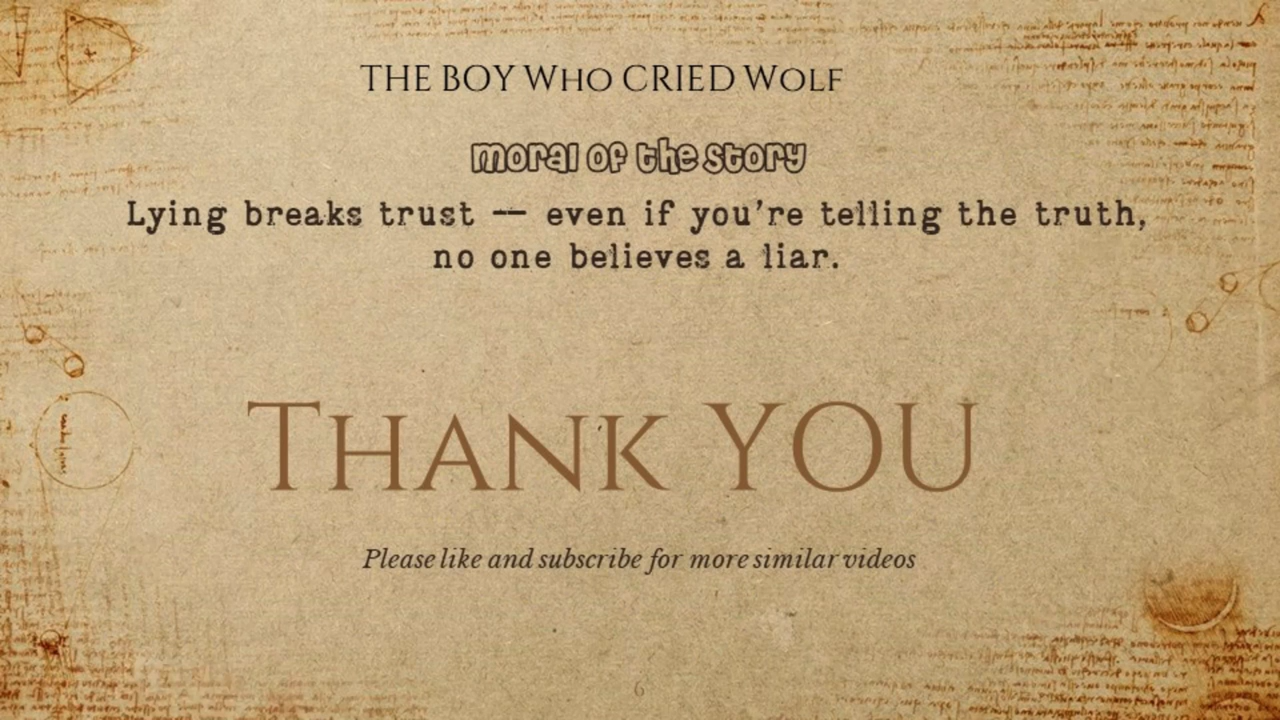 THE BOY WHO CRIED WOLF
moral of the story
Lying breaks trust — even if you're telling the truth,
no one believes a liar.
THANK YOU
Please like and subscribe for more similar videos
6